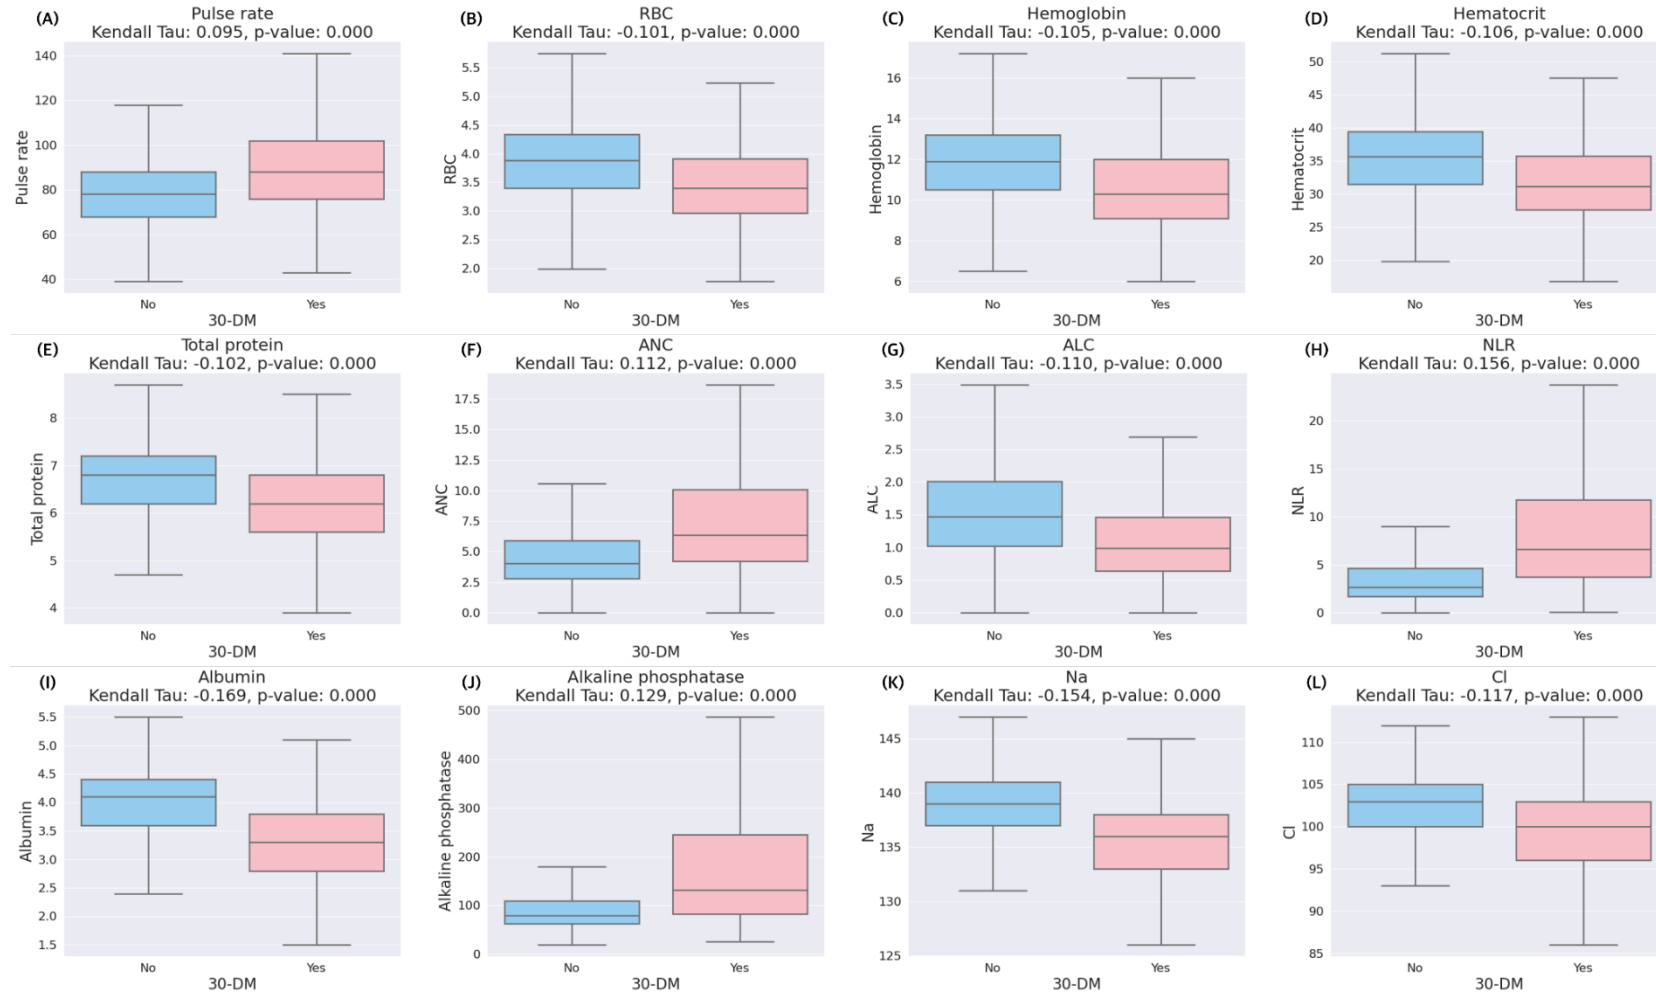 (A) Pulse rate
Kendall Tau: 0.095, p-value: 0.000
140
120
100
80
60
40
Pulse rate
No Yes
30-DM
(B) RBC
Kendall Tau: -0.101, p-value: 0.000
5.5
5.0
4.5
4.0
3.5
3.0
2.5
2.0
RBC
No Yes
30-DM
(C) Hemoglobin
Kendall Tau: -0.105, p-value: 0.000
16
14
12
10
8
6
Hemoglobin
No Yes
30-DM
(D) Hematocrit
Kendall Tau: -0.106, p-value: 0.000
50
45
40
35
30
25
20
Hematocrit
No Yes
30-DM
(E) Total protein
Kendall Tau: -0.102, p-value: 0.000
8
7
6
5
4
Total protein
No Yes
30-DM
(F) ANC
Kendall Tau: 0.112, p-value: 0.000
17.5
15.0
12.5
10.0
7.5
5.0
2.5
0.0
ANC
No Yes
30-DM
(G) ALC
Kendall Tau: -0.110, p-value: 0.000
3.5
3.0
2.5
2.0
1.5
1.0
0.5
0.0
ALC
No Yes
30-DM
(H) NLR
Kendall Tau: 0.156, p-value: 0.000
20
15
10
5
0
NLR
No Yes
30-DM
(I) Albumin
Kendall Tau: -0.169, p-value: 0.000
5.5
5.0
4.5
4.0
3.5
3.0
2.5
2.0
1.5
Albumin
No Yes
30-DM
(J) Alkaline phosphatase
Kendall Tau: 0.129, p-value: 0.000
500
400
300
200
100
0
Alkaline phosphatase
No Yes
30-DM
(K) Na
Kendall Tau: -0.154, p-value: 0.000
145
140
135
130
125
Na
No Yes
30-DM
(L) Cl
Kendall Tau: -0.117, p-value: 0.000
110
105
100
95
90
85
Cl
No Yes
30-DM